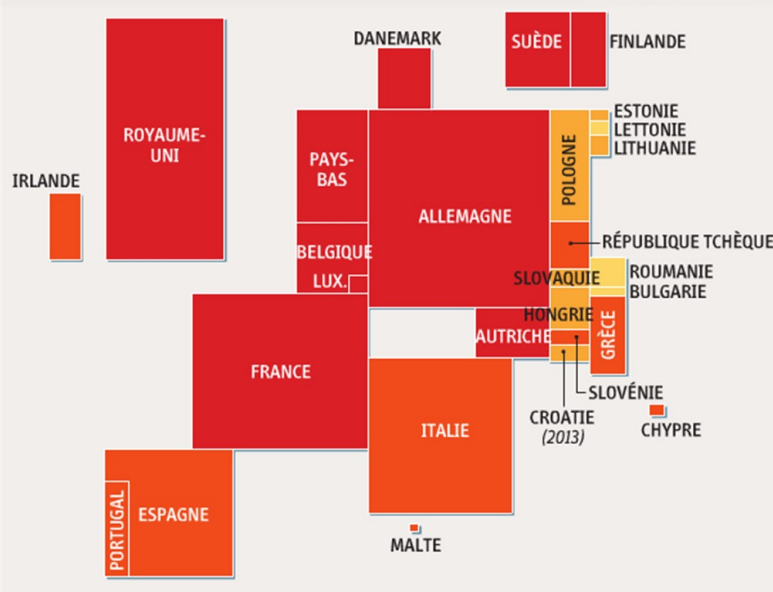 DANEMARK
SUÈDE
FINLANDE
ROYAUME-
UNI
IRLANDE
PAYS-
BAS
BELGIQUE
LUX.
ALLEMAGNE
POLOGNE
ESTONIE
LETTONIE
LITHUANIE
RÉPUBLIQUE TCHÈQUE
SLOVAQUIE
ROUMANIE
BULGARIE
HONGRIE
GRÈCE
AUTRICHE
FRANCE
SLOVÉNIE
CROATIE
(2013)
CHYPRE
ITALIE
ESPAGNE
PORTUGAL
MALTE